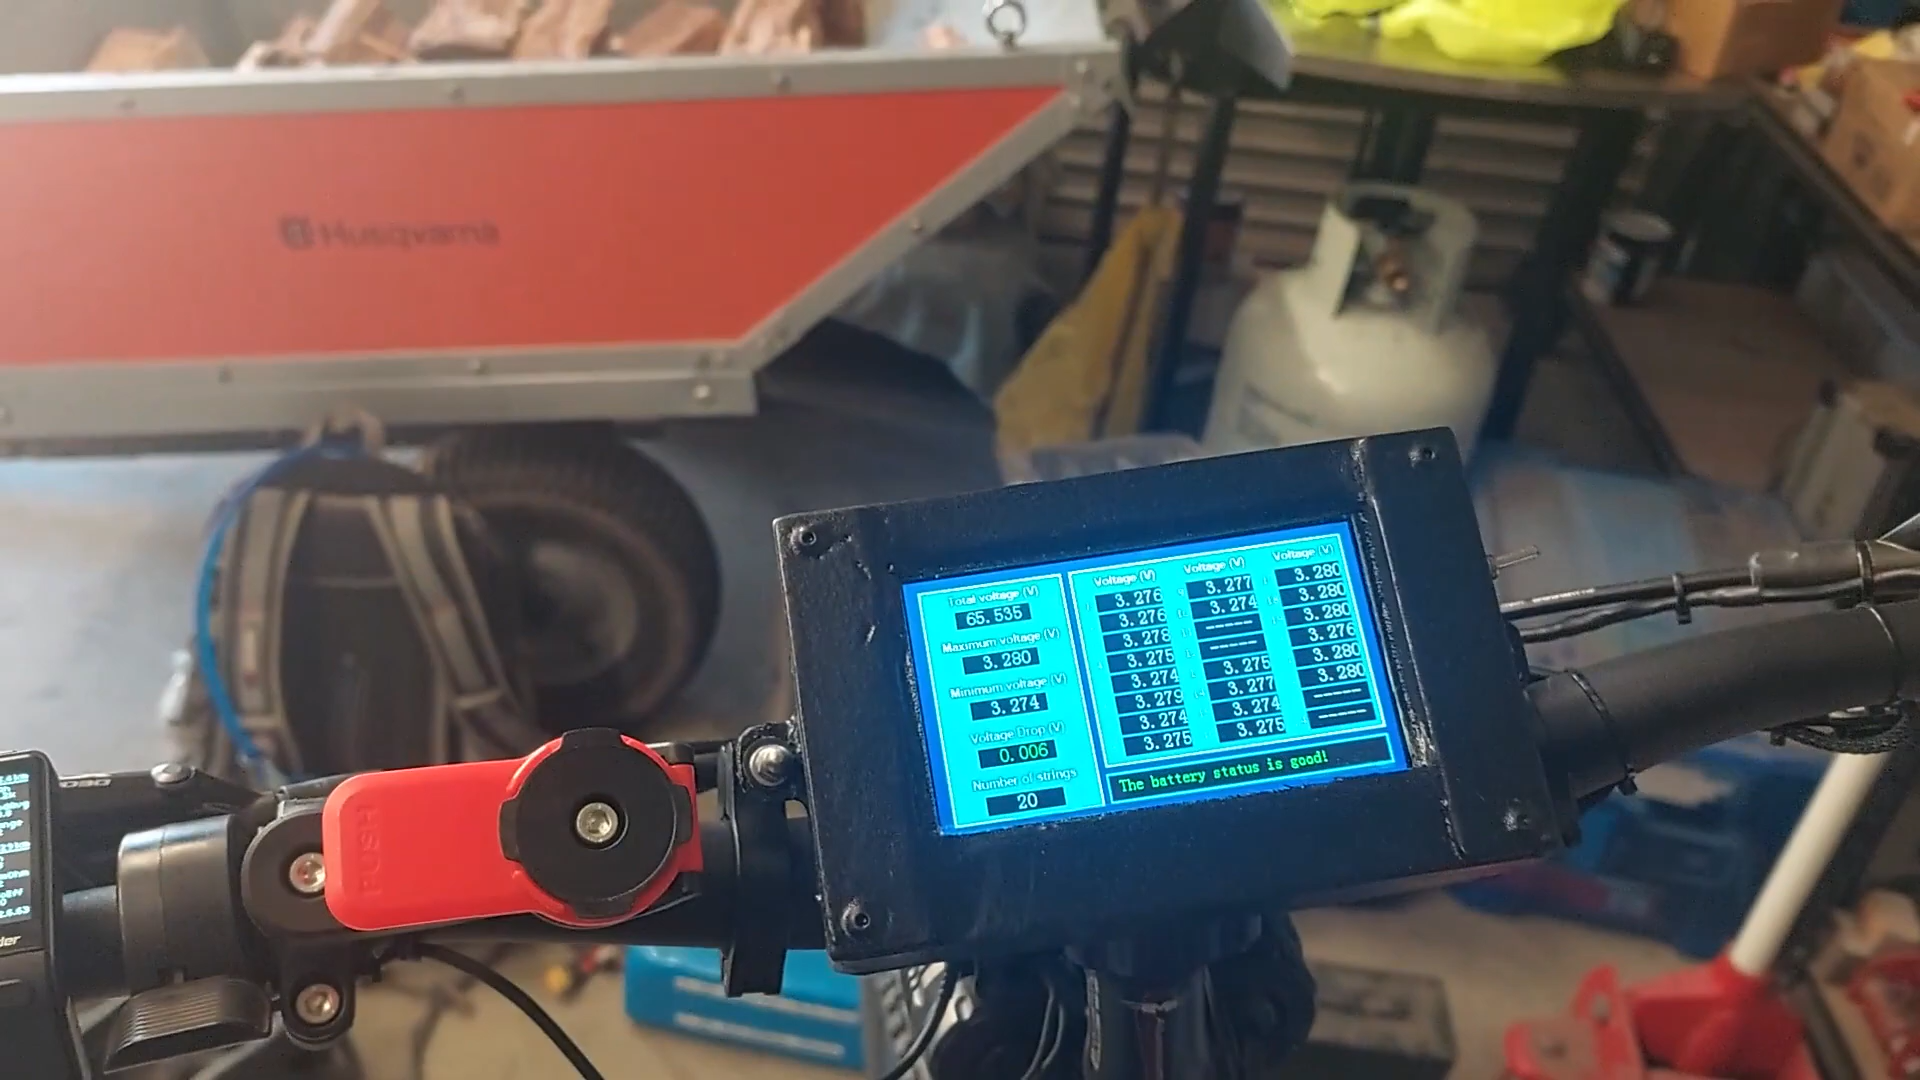 Husqvarna
Total voltage (V)
65.535
Maximum voltage (V)
3.280
Minimum voltage (V)
3.274
Voltage Drop (V)
0.006
Number of strings
20
Voltage (V)
3.276
3.276
3.278
3.275
3.274
3.279
3.274
3.275
Voltage (V)
3.277
3.274
----
----
3.275
3.277
3.274
3.275
Voltage (V)
3.280
3.280
3.280
3.276
3.280
3.280
----
----
The battery status is good!
PUSH